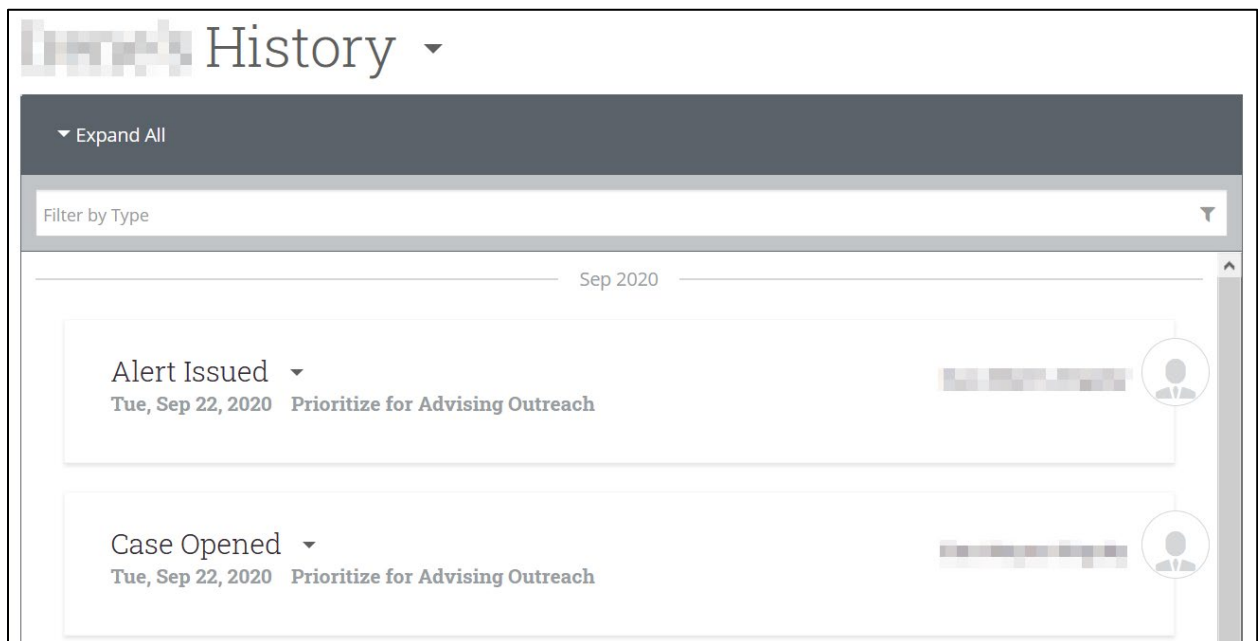 History
Expand All
Filter by Type
Sep 2020
Alert Issued
Tue, Sep 22, 2020 Prioritize for Advising Outreach
Case Opened
Tue, Sep 22, 2020 Prioritize for Advising Outreach